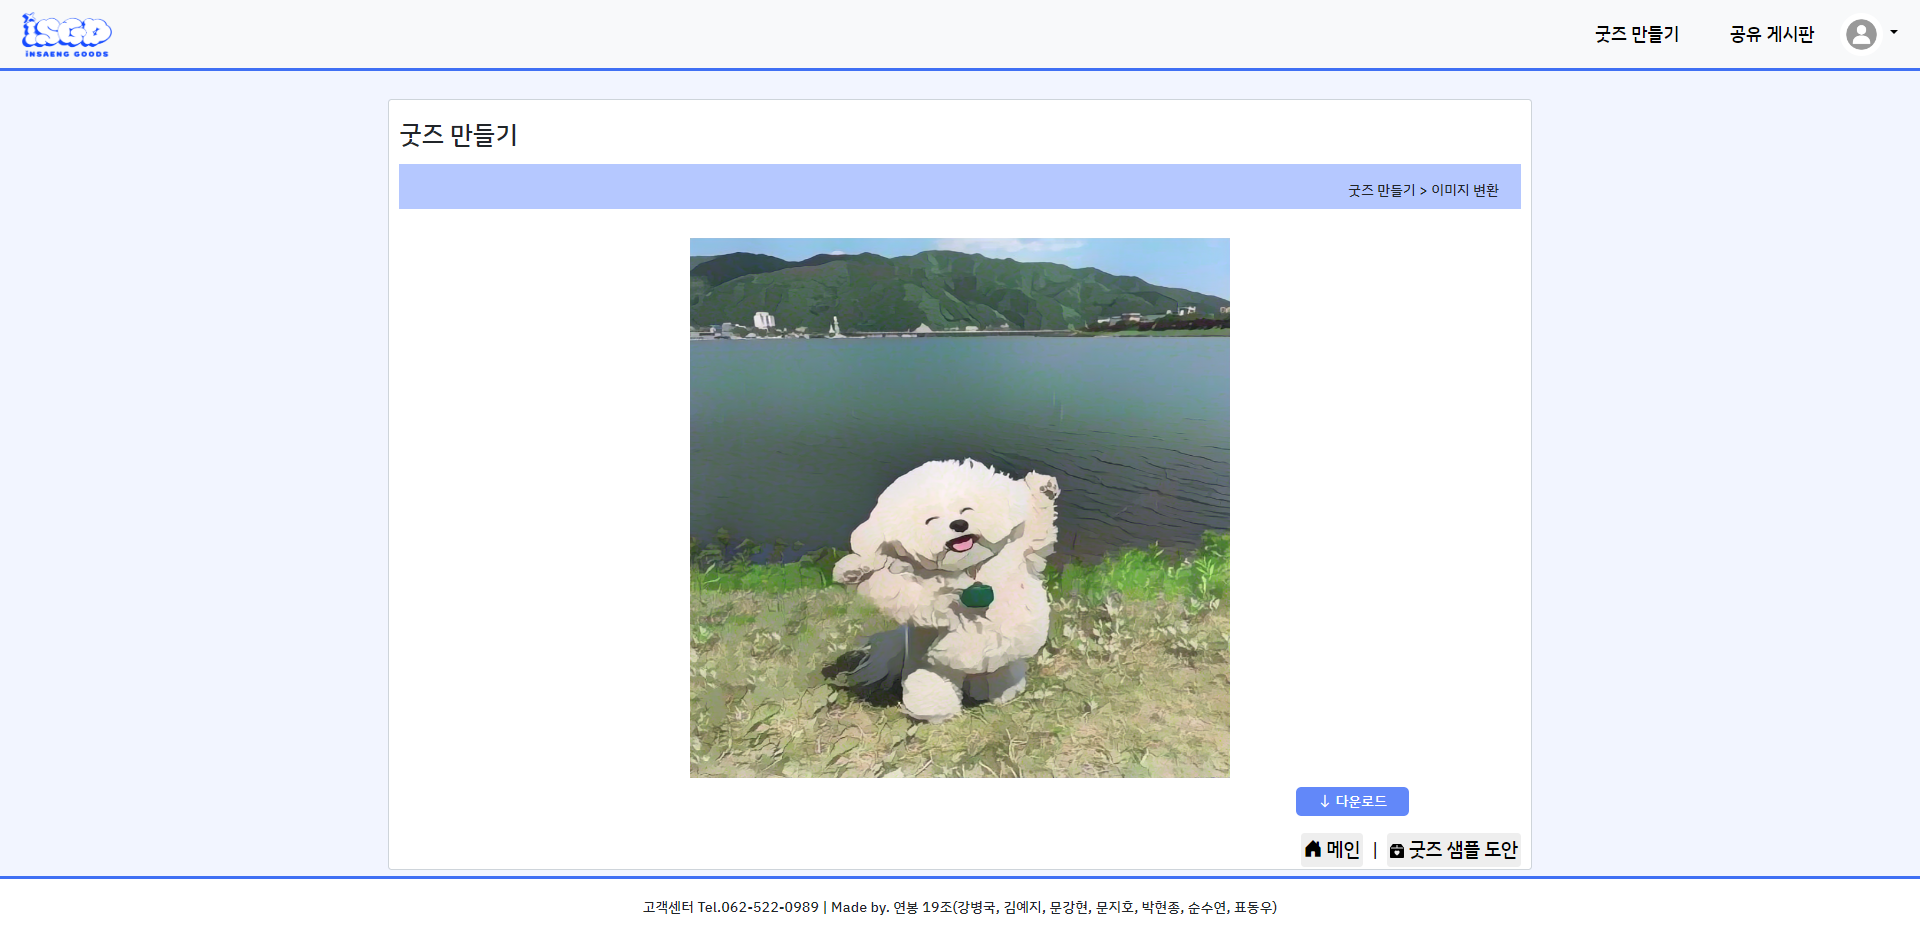 iSGD
iNSAENG GOODS
굿즈 만들기
공유 게시판
굿즈 만들기
굿즈 만들기 > 이미지 변환
↓ 다운로드
메인 | 굿즈 샘플 도안
고객센터 Tel.062-522-0989 | Made by. 연봉 19조(강병국, 김예지, 문강현, 문지호, 박현종, 순수연, 표동우)